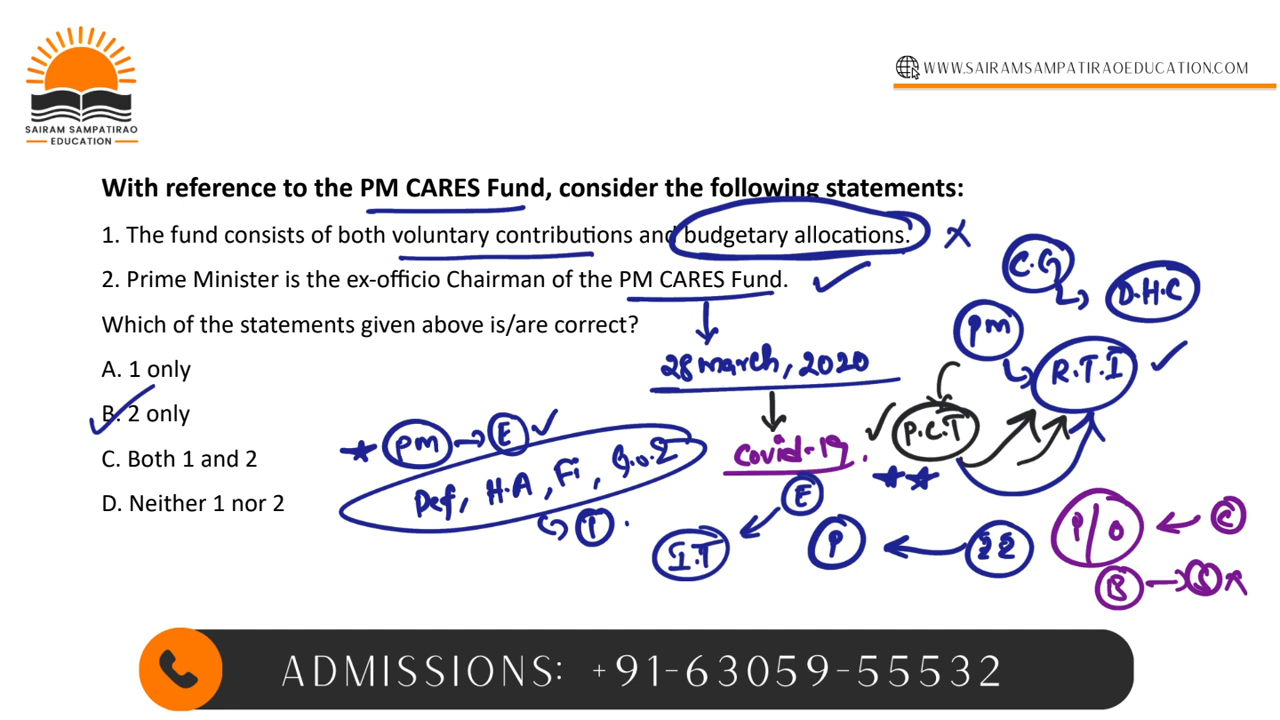 SAIRAM SAMPATIRAO
EDUCATION
WWW.SAIRAMSAMPATIRAOEDUCATION.COM
With reference to the PM CARES Fund, consider the following statements:
1. The fund consists of both voluntary contributions and budgetary allocations.
2. Prime Minister is the ex-officio Chairman of the PM CARES Fund.
C.G
D.H.C
Which of the statements given above is/are correct?
PM
A. 1 only
28 march, 2020
R.T.I
B. 2 only
PM
E
P.C.T
C. Both 1 and 2
Covid-19.
Def, H.A, Fi, G.o.I
D. Neither 1 nor 2
T
E
I.T
P
₹₹
P/O
C
B
S
ADMISSIONS: +91-63059-55532